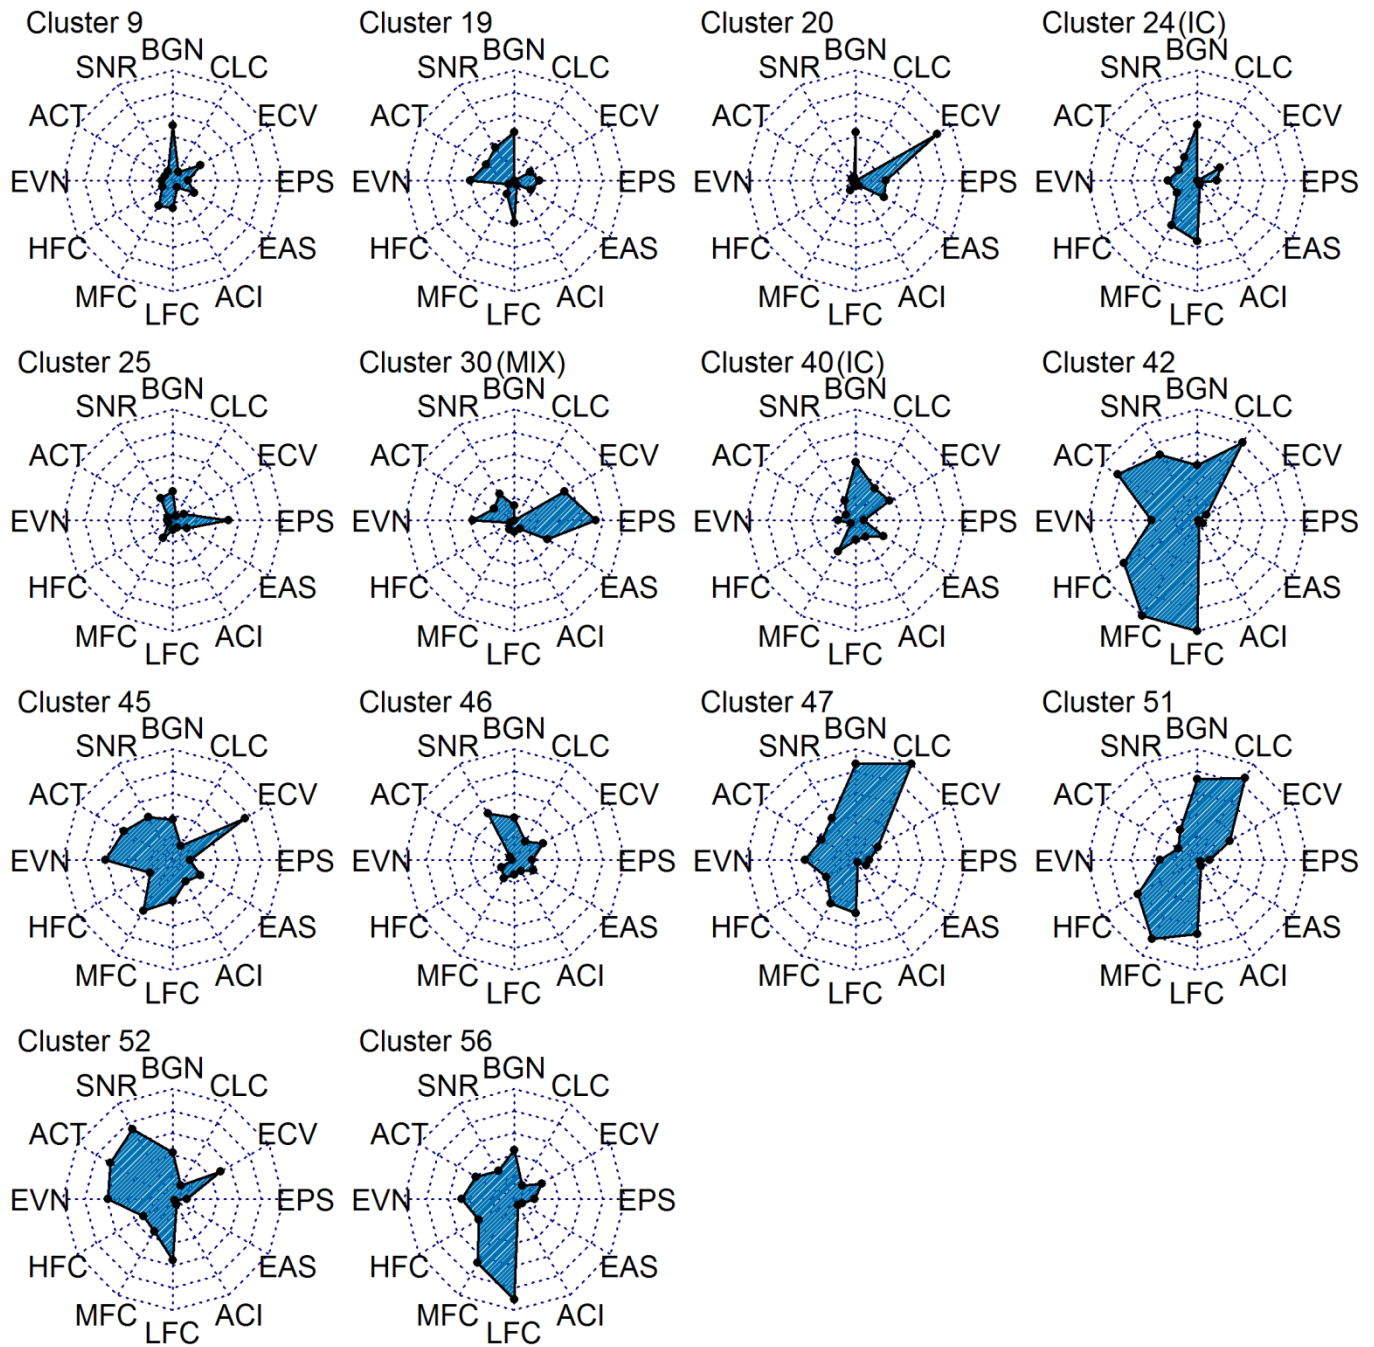 Cluster 9
BGN
SNR
CLC
ACT
ECV
EVN
EPS
HFC
EAS
MFC
ACI
LFC
Cluster 19
BGN
SNR
CLC
ACT
ECV
EVN
EPS
HFC
EAS
MFC
ACI
LFC
Cluster 20
BGN
SNR
CLC
ACT
ECV
EVN
EPS
HFC
EAS
MFC
ACI
LFC
Cluster 24(IC)
BGN
SNR
CLC
ACT
ECV
EVN
EPS
HFC
EAS
MFC
ACI
LFC
Cluster 25
BGN
SNR
CLC
ACT
ECV
EVN
EPS
HFC
EAS
MFC
ACI
LFC
Cluster 30(MIX)
BGN
SNR
CLC
ACT
ECV
EVN
EPS
HFC
EAS
MFC
ACI
LFC
Cluster 40(IC)
BGN
SNR
CLC
ACT
ECV
EVN
EPS
HFC
EAS
MFC
ACI
LFC
Cluster 42
BGN
SNR
CLC
ACT
ECV
EVN
EPS
HFC
EAS
MFC
ACI
LFC
Cluster 45
BGN
SNR
CLC
ACT
ECV
EVN
EPS
HFC
EAS
MFC
ACI
LFC
Cluster 46
BGN
SNR
CLC
ACT
ECV
EVN
EPS
HFC
EAS
MFC
ACI
LFC
Cluster 47
BGN
SNR
CLC
ACT
ECV
EVN
EPS
HFC
EAS
MFC
ACI
LFC
Cluster 51
BGN
SNR
CLC
ACT
ECV
EVN
EPS
HFC
EAS
MFC
ACI
LFC
Cluster 52
BGN
SNR
CLC
ACT
ECV
EVN
EPS
HFC
EAS
MFC
ACI
LFC
Cluster 56
BGN
SNR
CLC
ACT
ECV
EVN
EPS
HFC
EAS
MFC
ACI
LFC